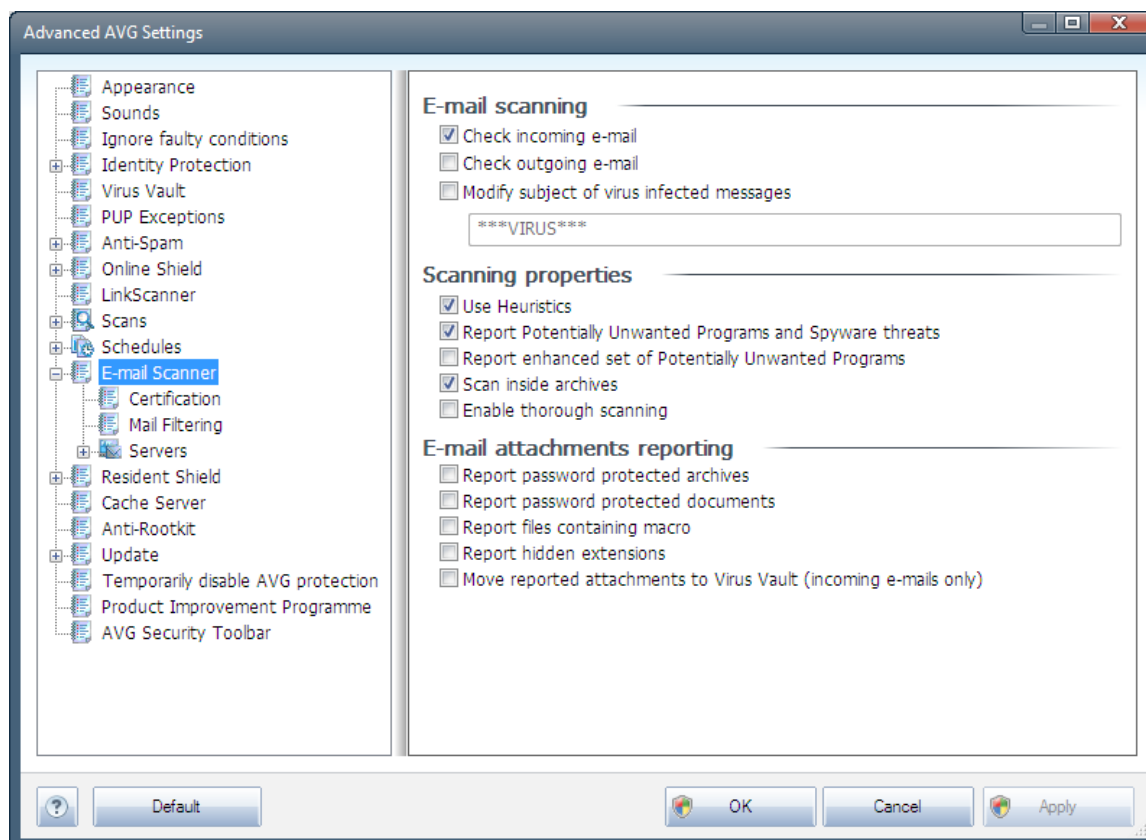 Advanced AVG Settings
Appearance
Sounds
Ignore faulty conditions
Identity Protection
Virus Vault
PUP Exceptions
Anti-Spam
Online Shield
LinkScanner
Scans
Schedules
E-mail Scanner
Certification
Mail Filtering
Servers
Resident Shield
Cache Server
Anti-Rootkit
Update
Temporarily disable AVG protection
Product Improvement Programme
AVG Security Toolbar
E-mail scanning
Check incoming e-mail
Check outgoing e-mail
Modify subject of virus infected messages
***VIRUS***
Scanning properties
Use Heuristics
Report Potentially Unwanted Programs and Spyware threats
Report enhanced set of Potentially Unwanted Programs
Scan inside archives
Enable thorough scanning
E-mail attachments reporting
Report password protected archives
Report password protected documents
Report files containing macro
Report hidden extensions
Move reported attachments to Virus Vault (incoming e-mails only)
?
Default
OK
Cancel
Apply